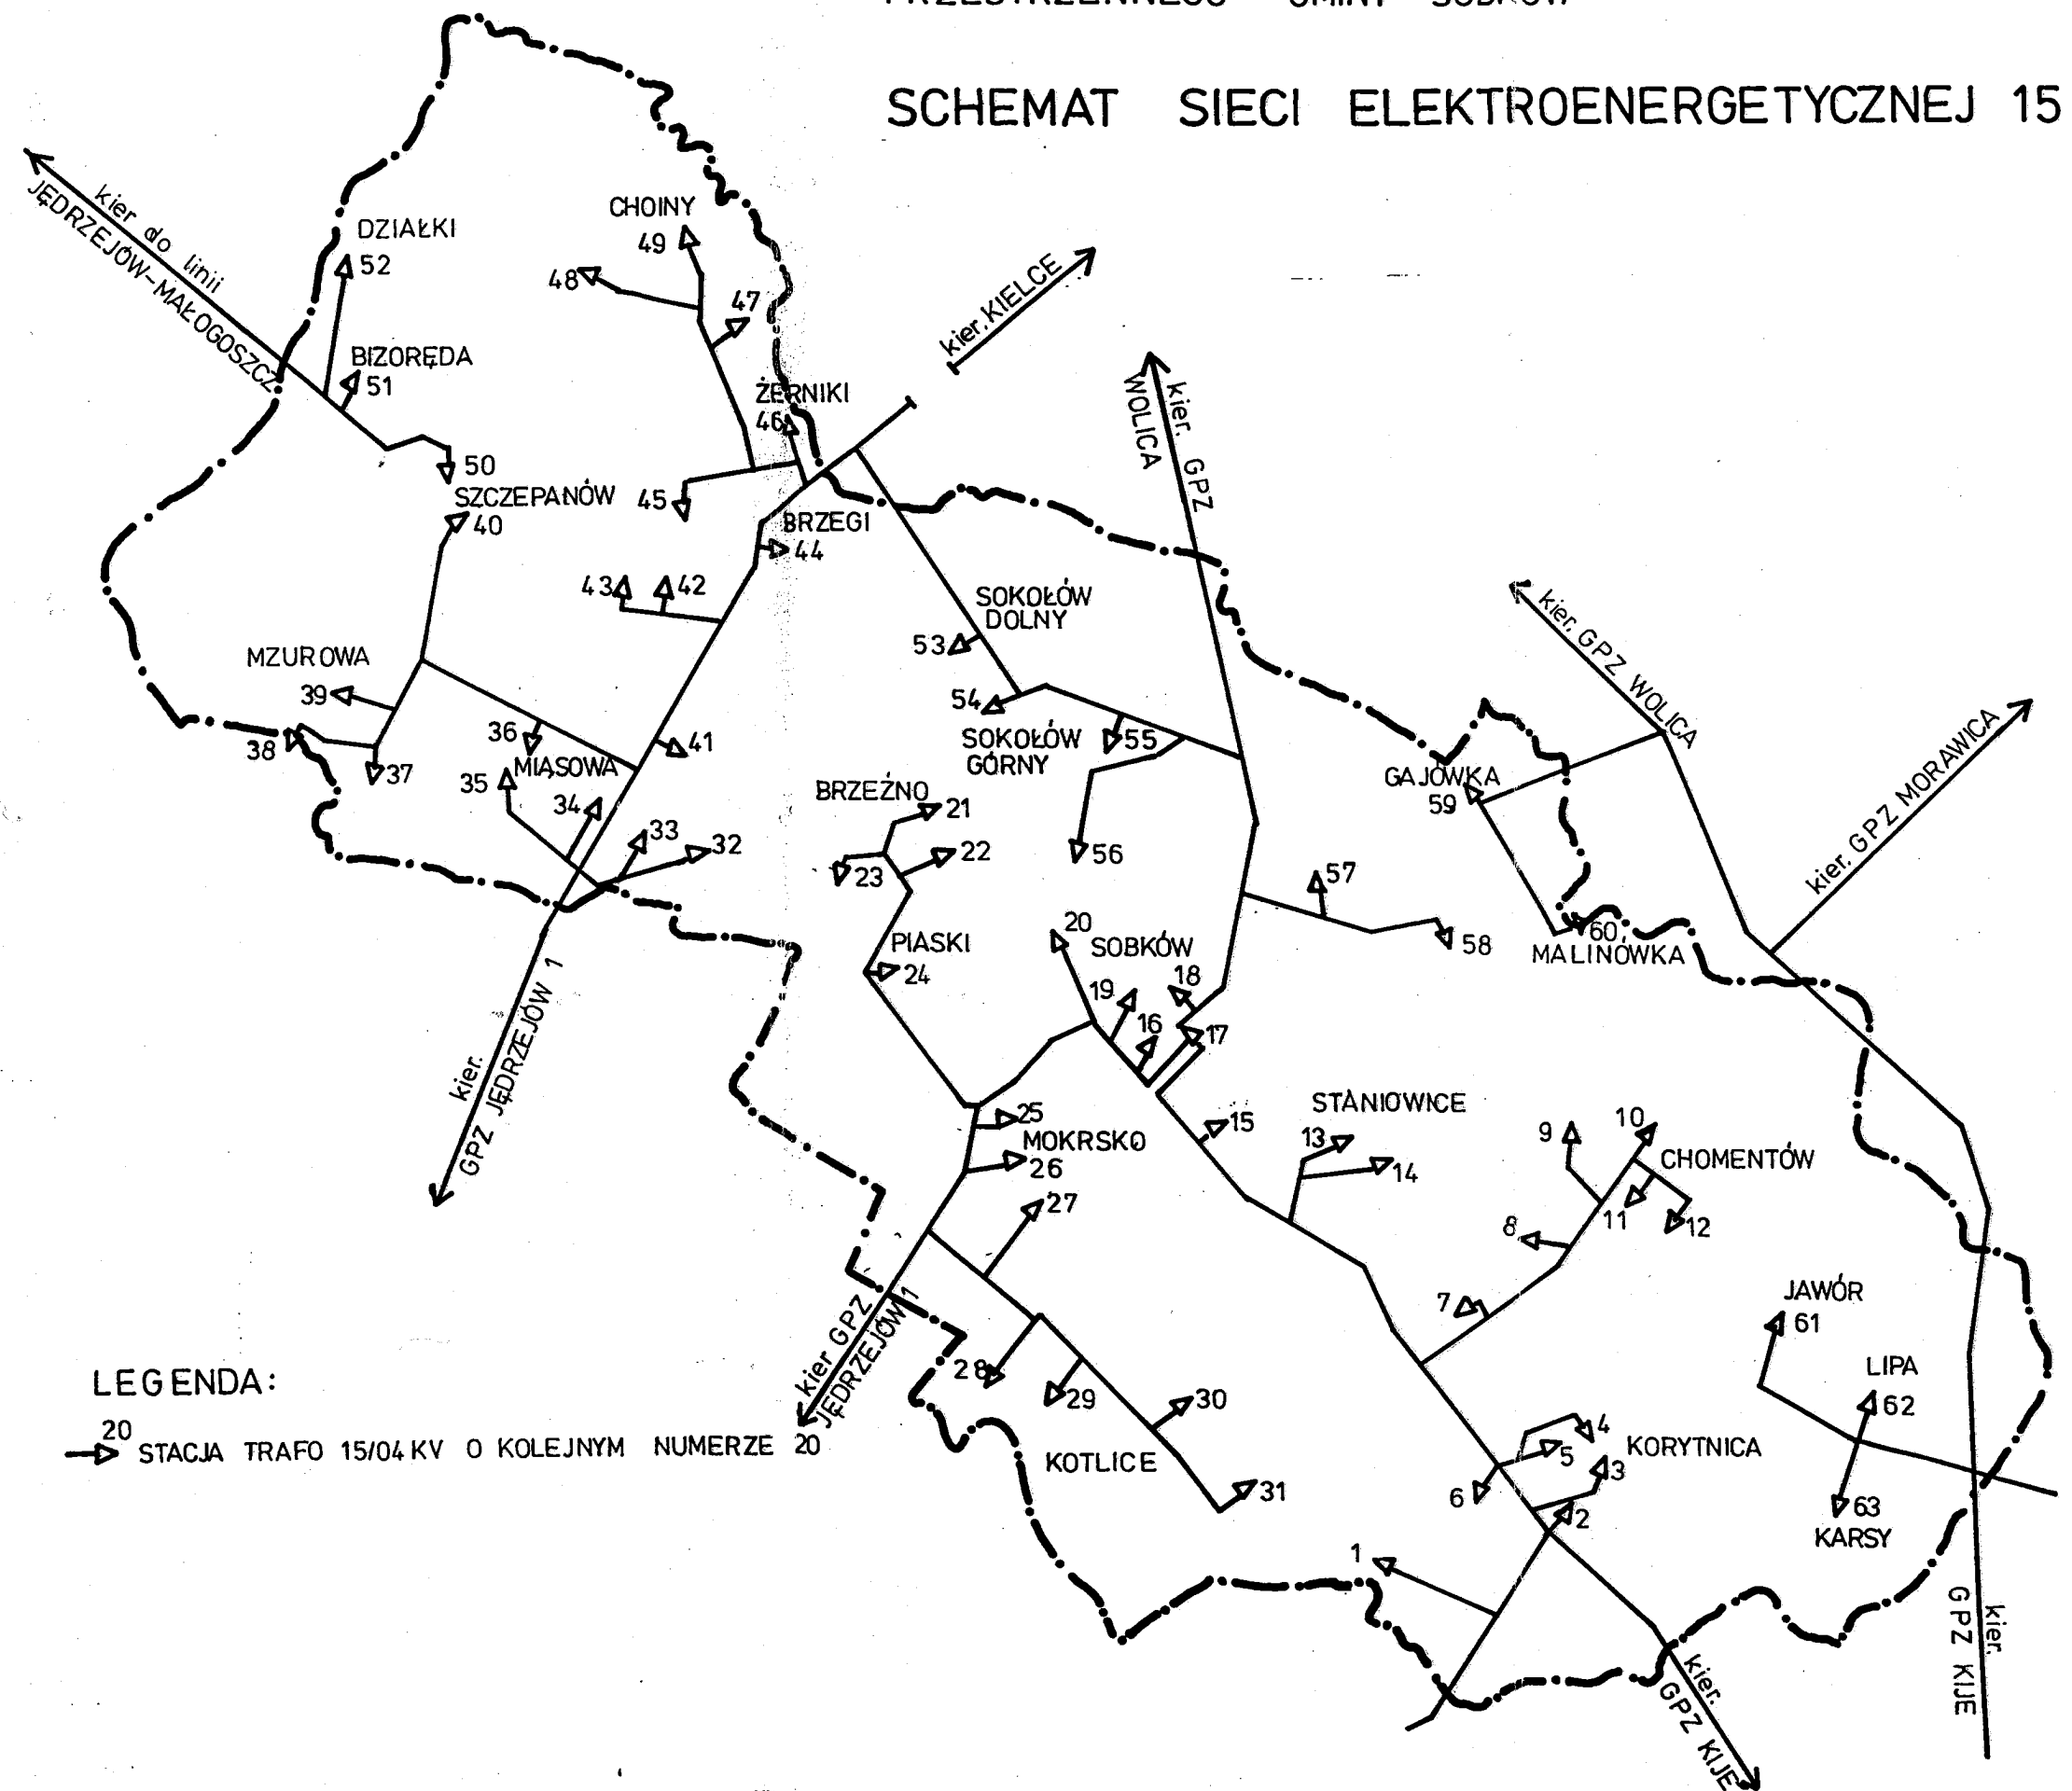 GMINY
SCHEMAT SIECI ELEKTROENERGETYCZNEJ 15
kier do linii
JĘDRZEJÓW-MAŁOGOSZCZ
DZIAŁKI
52
BIZORĘDA
51
50
SZCZEPANÓW
40
CHOINY
49
48
47
ŻERNIKI
46
45
BRZEGI
44
43
42
kier. KIELCE
kier. GPZ
WOLICA
SOKOŁÓW
DOLNY
53
54
SOKOŁÓW
GÓRNY
55
56
MZUROWA
39
38
37
36
MIĄSOWA
35
34
33
32
41
BRZEŹNO
21
22
23
PIASKI
24
20
SOBKÓW
19
18
16
17
57
58
kier. GPZ WOLICA
GAJÓWKA
59
60
MALINÓWKA
kier. GPZ MORAWICA
kier.
GPZ JĘDRZEJÓW 1
25
MOKRSKO
26
27
15
STANIOWICE
13
14
9
10
CHOMENTÓW
11
12
8
7
kier GPZ
JĘDRZEJÓW 1
28
29
30
KOTLICE
31
JAWÓR
61
LIPA
62
63
KARSY
4
5
KORYTNICA
3
6
2
1
kier.
GPZ KIJE
kier.
GPZ KIJE
LEGENDA:
20
STACJA TRAFO 15/04 KV O KOLEJNYM NUMERZE 20